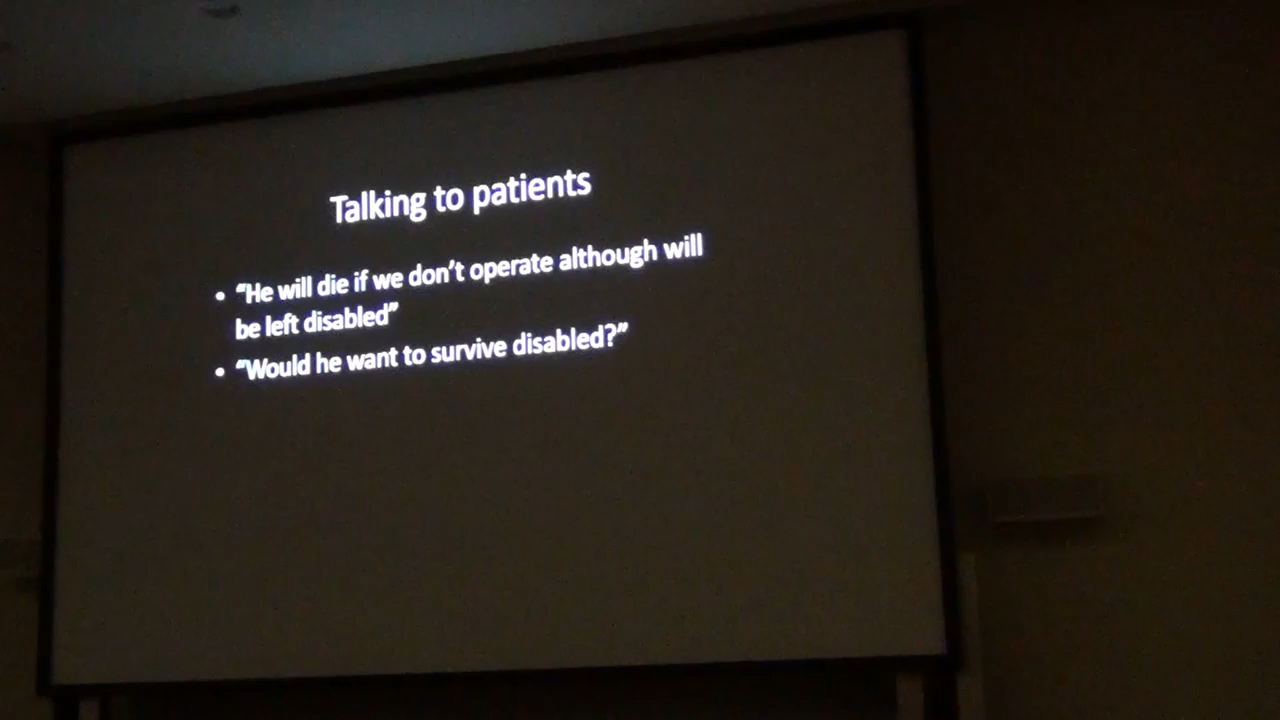 Talking to patients
• “He will die if we don’t operate although will
be left disabled”
• “Would he want to survive disabled?”